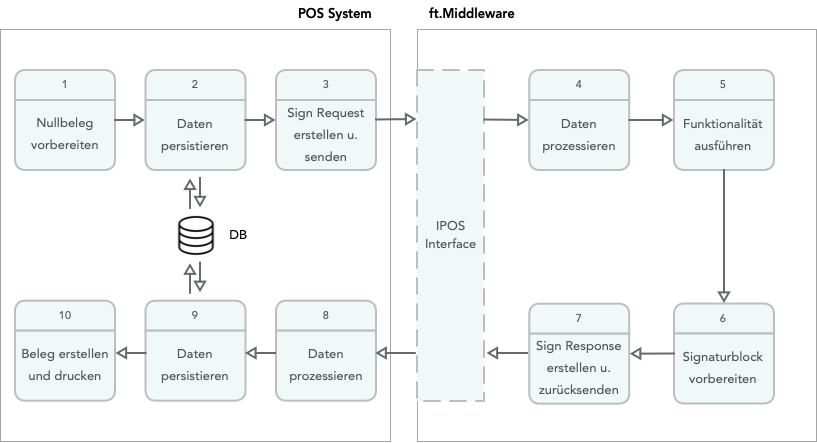 POS System
ft.Middleware
1
Nullbeleg
vorbereiten
2
Daten
persistieren
3
Sign Request
erstellen u.
senden
4
Daten
prozessieren
5
Funktionalität
ausführen
IPOS
Interface
DB
10
Beleg erstellen
und drucken
9
Daten
persistieren
8
Daten
prozessieren
7
Sign Response
erstellen u.
zurücksenden
6
Signaturblock
vorbereiten